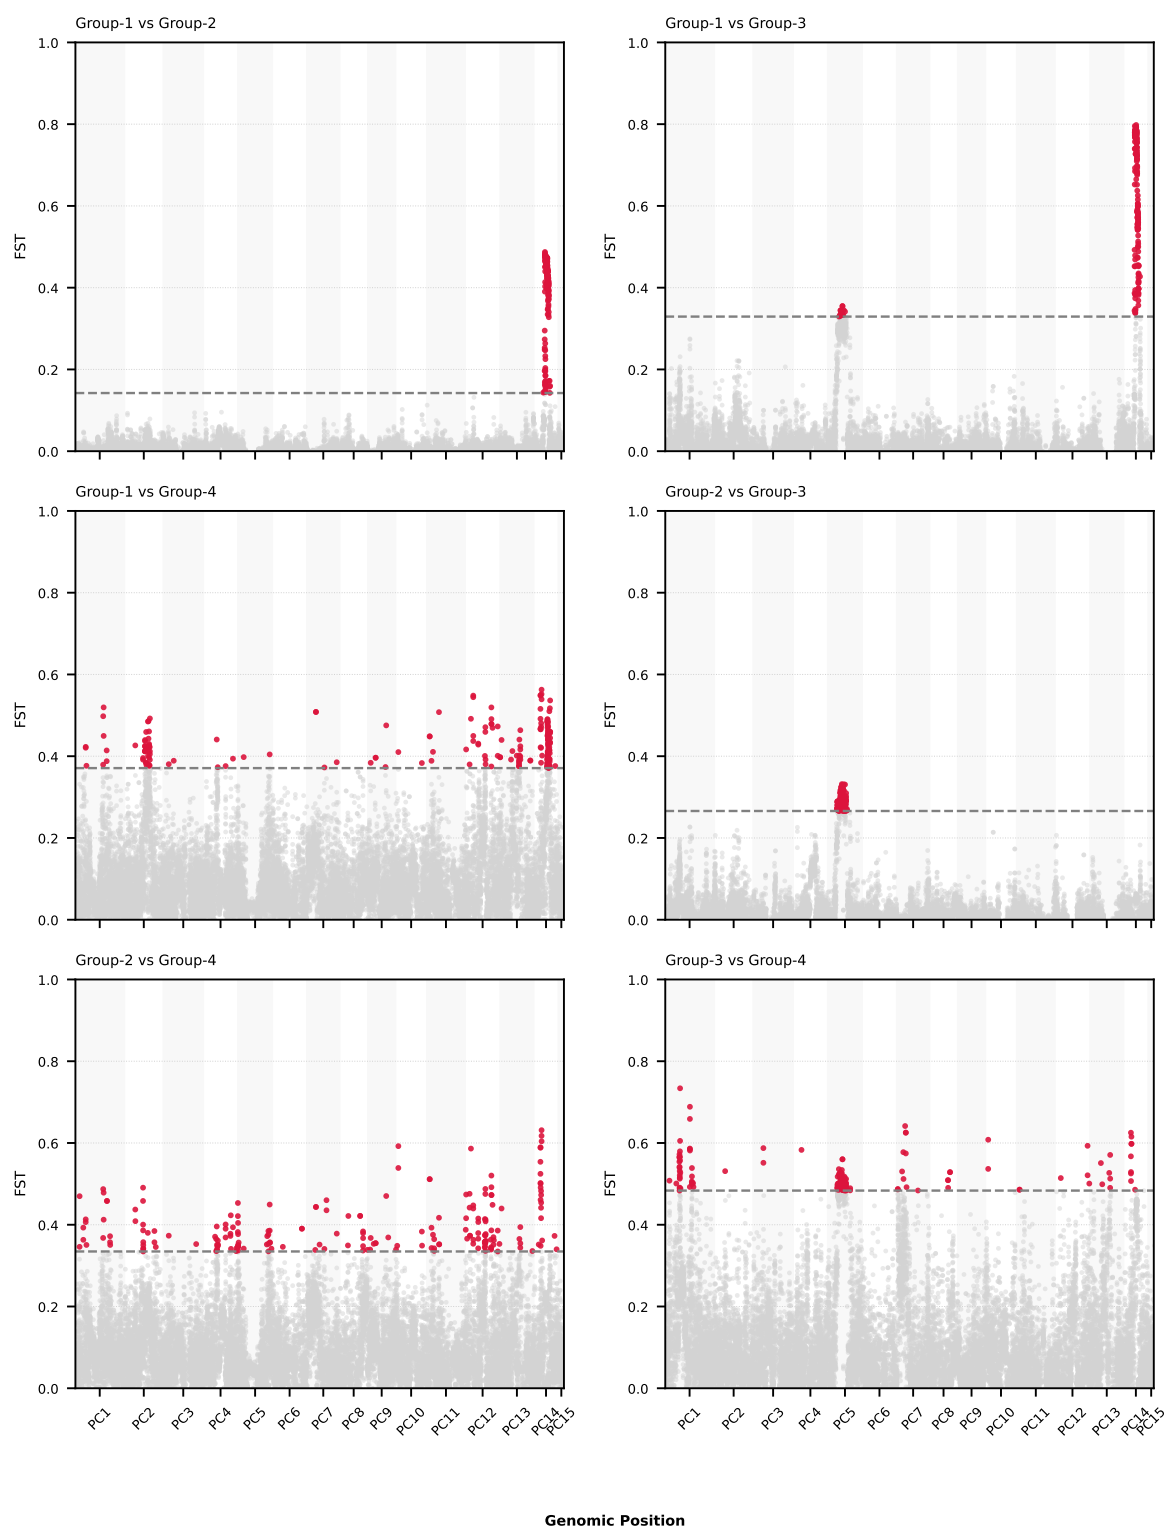 Group-1 vs Group-2
Group-1 vs Group-3
1.0
0.8
0.6
0.4
0.2
0.0
FST
1.0
0.8
0.6
0.4
0.2
0.0
FST
Group-1 vs Group-4
Group-2 vs Group-3
1.0
0.8
0.6
0.4
0.2
0.0
FST
1.0
0.8
0.6
0.4
0.2
0.0
FST
Group-2 vs Group-4
Group-3 vs Group-4
1.0
0.8
0.6
0.4
0.2
0.0
FST
1.0
0.8
0.6
0.4
0.2
0.0
FST
PC1 PC2 PC3 PC4 PC5 PC6 PC7 PC8 PC9 PC10 PC11 PC12 PC13 PC14 PC15
PC1 PC2 PC3 PC4 PC5 PC6 PC7 PC8 PC9 PC10 PC11 PC12 PC13 PC14 PC15
Genomic Position